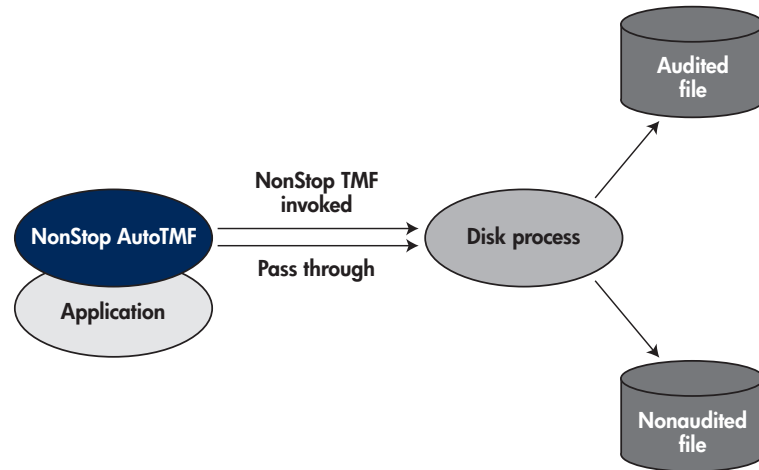 Audited
file
NonStop TMF
invoked
NonStop AutoTMF
Disk process
Pass through
Application
Nonaudited
file